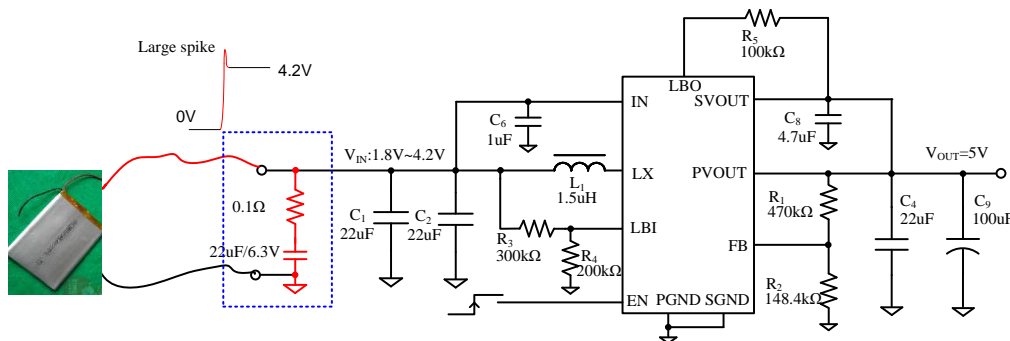 Large spike
4.2V
0V
0.1Ω
22uF/6.3V
V_IN:1.8V~4.2V
C₁
22uF
C₂
22uF
C₆
1uF
L₁
1.5uH
R₃
300kΩ
R₄
200kΩ
R₅
100kΩ
LBO
IN
SVOUT
LX
PVOUT
LBI
FB
EN
PGND SGND
C₈
4.7uF
R₁
470kΩ
R₂
148.4kΩ
V_OUT=5V
C₄
22uF
C₉
100uF